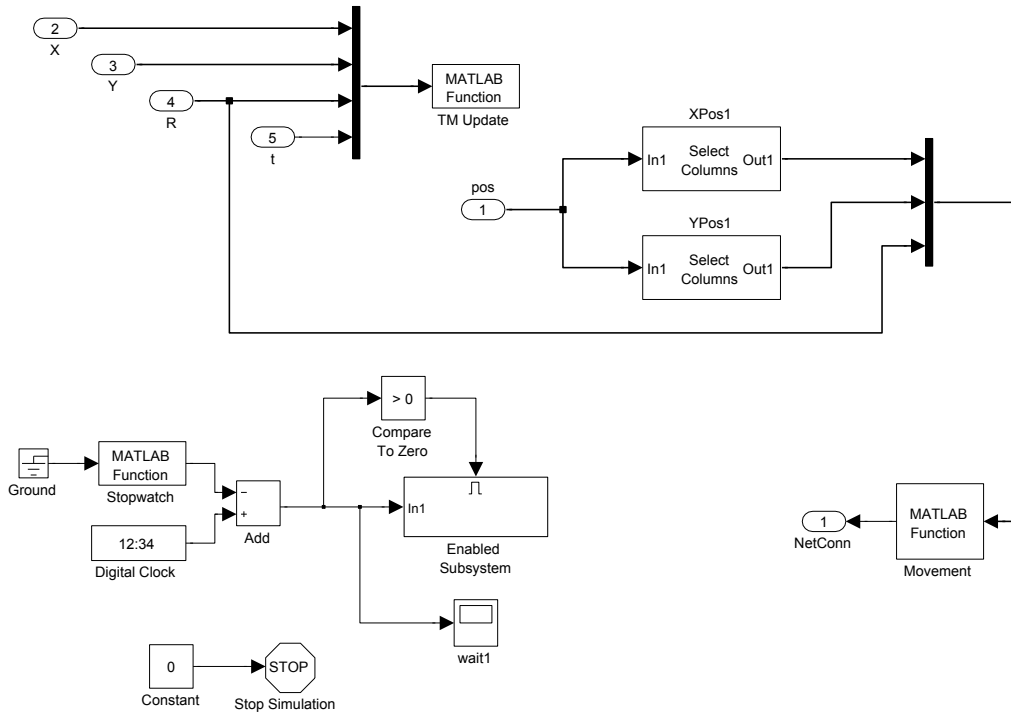 2
X
3
Y
4
R
5
t
MATLAB
Function
TM Update
pos
1
XPos1
In1
Select
Columns
Out1
YPos1
In1
Select
Columns
Out1
> 0
Compare
To Zero
Ground
MATLAB
Function
Stopwatch
−
+
Add
12:34
Digital Clock
In1
Enabled
Subsystem
wait1
0
Constant
STOP
Stop Simulation
1
NetConn
MATLAB
Function
Movement